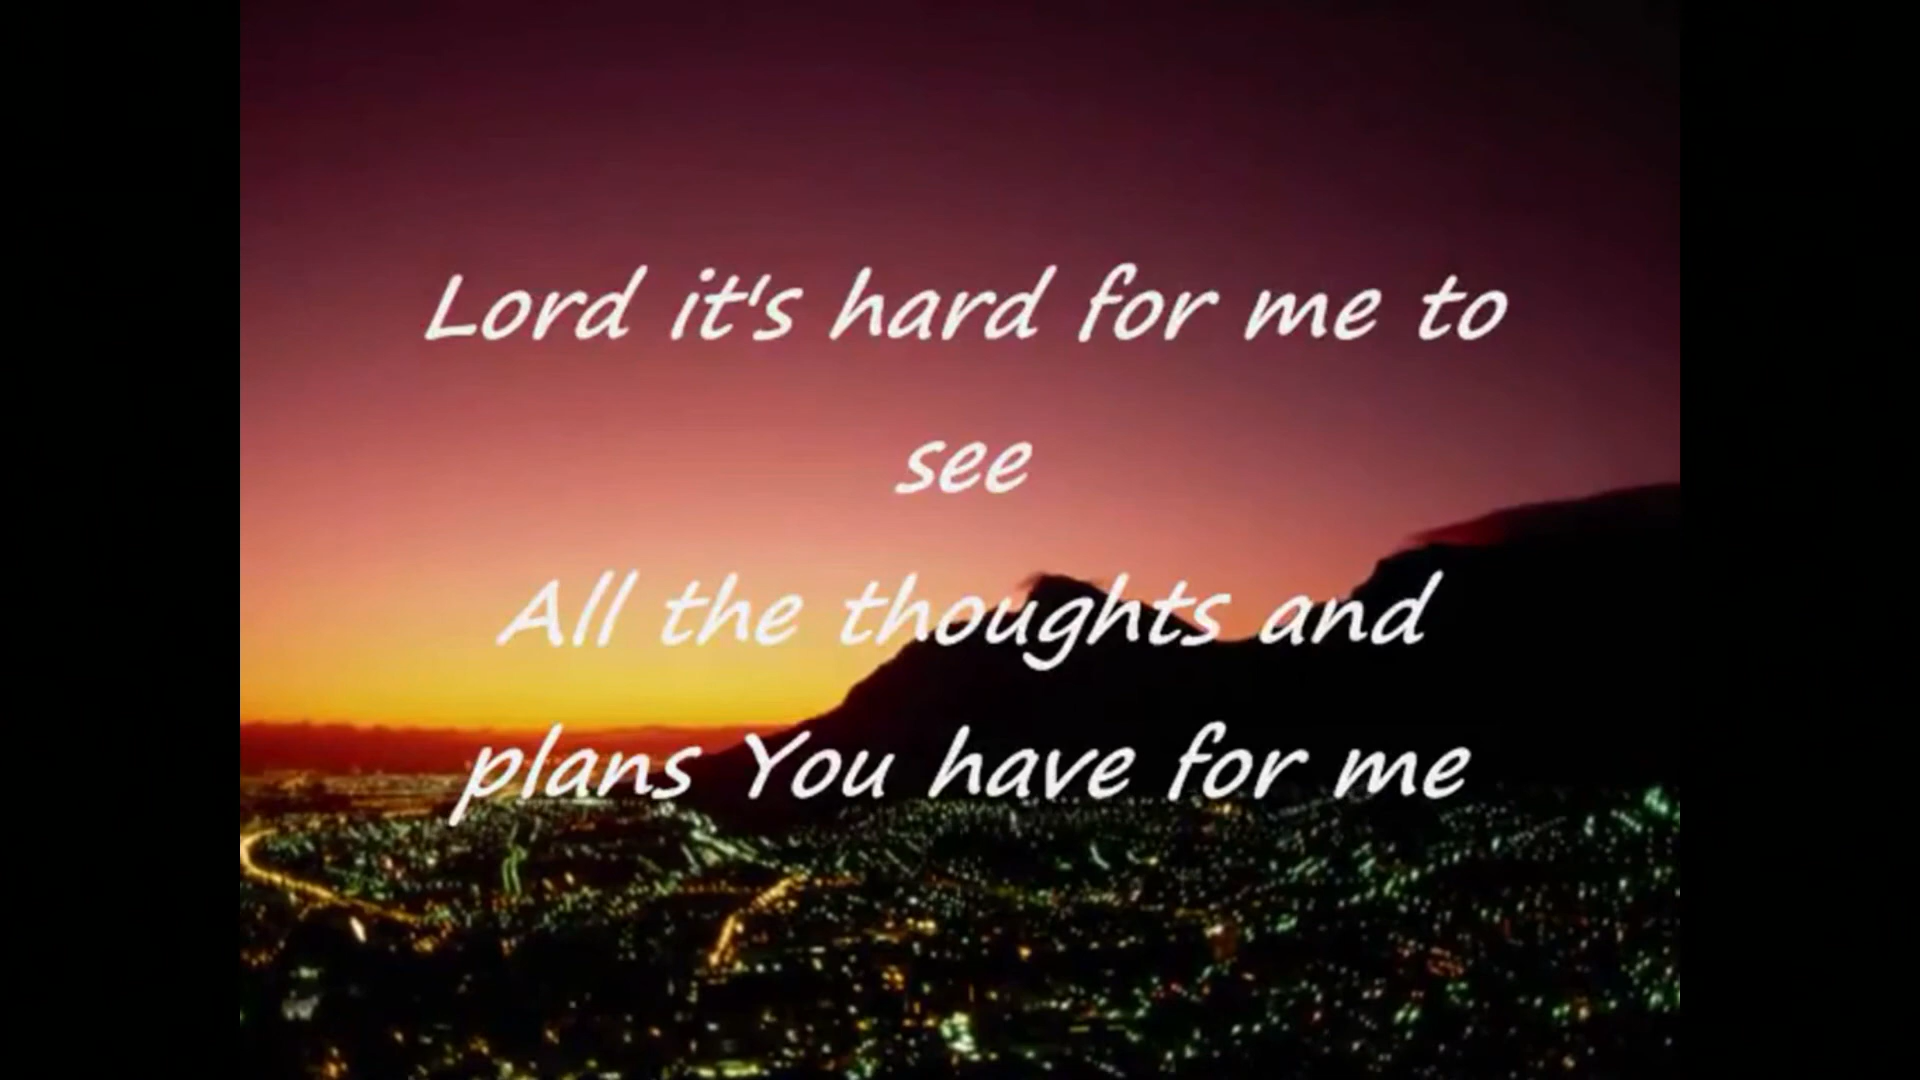 Lord it's hard for me to
see
All the thoughts and
plans You have for me